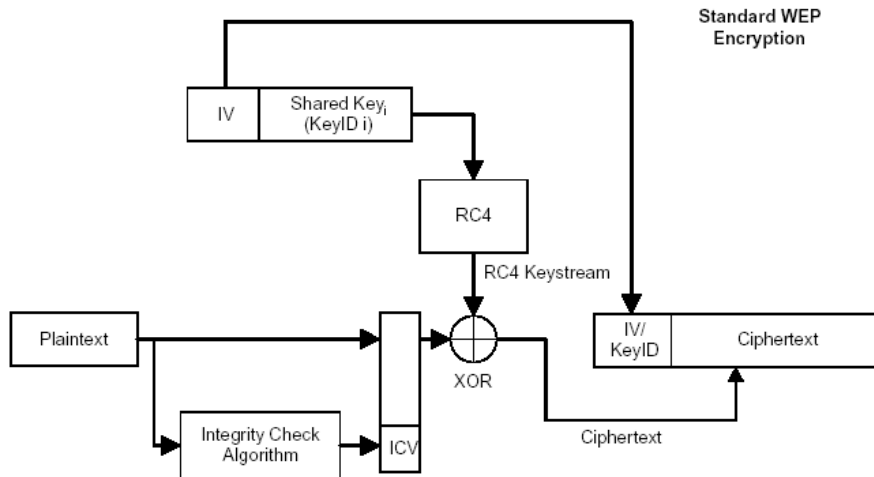 Standard WEP
Encryption
IV
Shared Keyi
(KeyID i)
RC4
RC4 Keystream
Plaintext
XOR
IV/
KeyID
Ciphertext
Integrity Check
Algorithm
ICV
Ciphertext